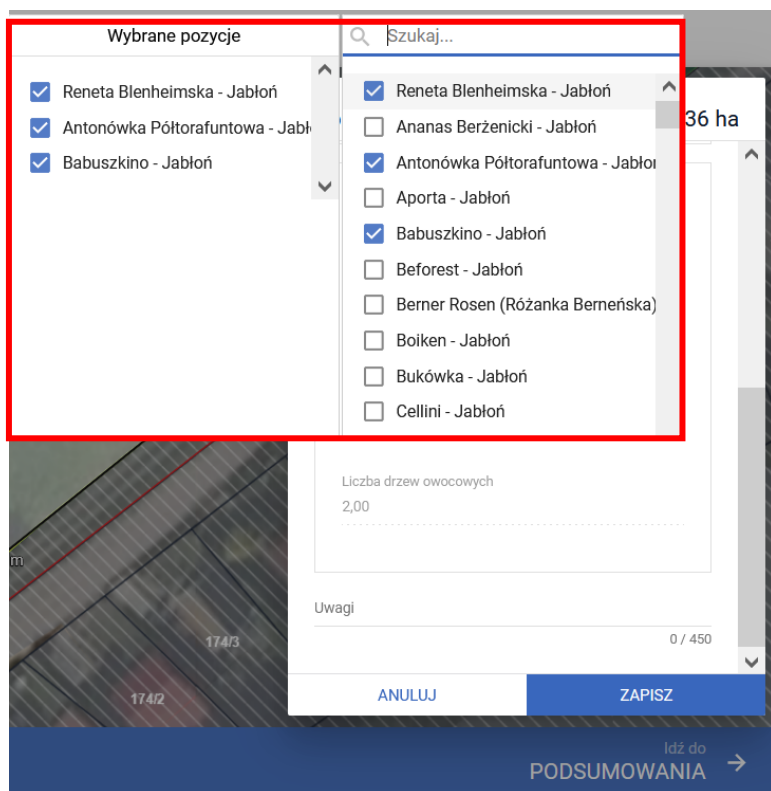 Wybrane pozycje
Reneta Blenheimska - Jabłoń
Antonówka Półtorafuntowa - Jabł
Babuszkino - Jabłoń
Szukaj...
Reneta Blenheimska - Jabłoń
Ananas Berżenicki - Jabłoń
Antonówka Półtorafuntowa - Jabłoń
Aporta - Jabłoń
Babuszkino - Jabłoń
Beforest - Jabłoń
Berner Rosen (Różanka Berneńska)
Boiken - Jabłoń
Bukówka - Jabłoń
Cellini - Jabłoń
36 ha
Liczba drzew owocowych
2,00
Uwagi
0 / 450
ANULUJ
ZAPISZ
m
174/3
174/2
Idź do
PODSUMOWANIA